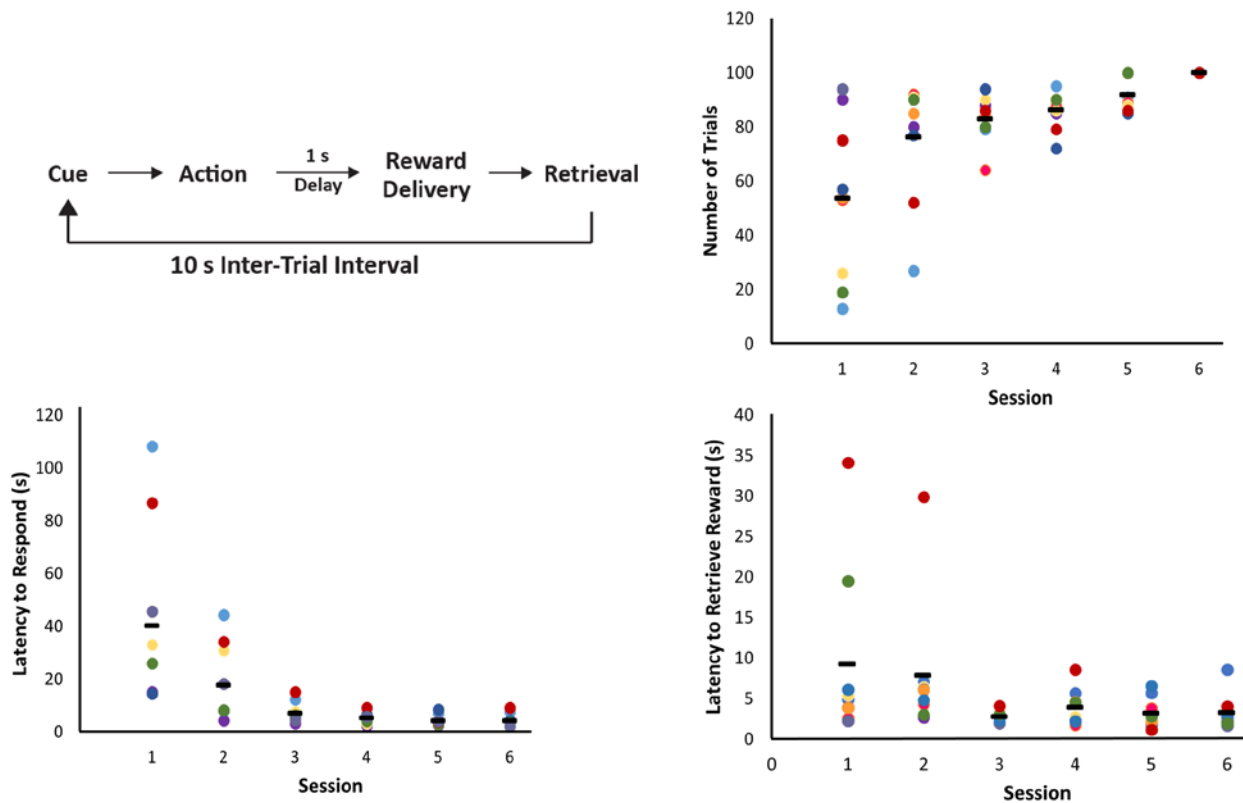 Cue
Action
1 s
Delay
Reward
Delivery
Retrieval
10 s Inter-Trial Interval
Number of Trials
120
100
80
60
40
20
0
1 2 3 4 5 6
Session
Latency to Respond (s)
120
100
80
60
40
20
0
1 2 3 4 5 6
Session
Latency to Retrieve Reward (s)
40
35
30
25
20
15
10
5
0
0 1 2 3 4 5 6
Session